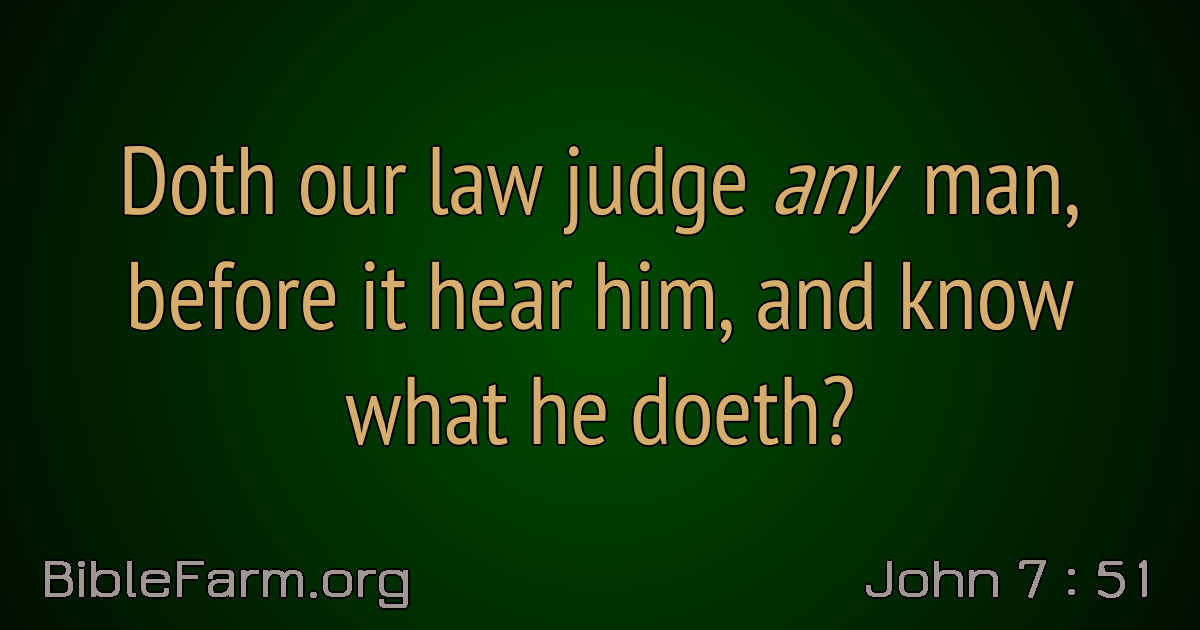 Doth our law judge any man,
before it hear him, and know
what he doeth?
BibleFarm.org
John 7 : 51